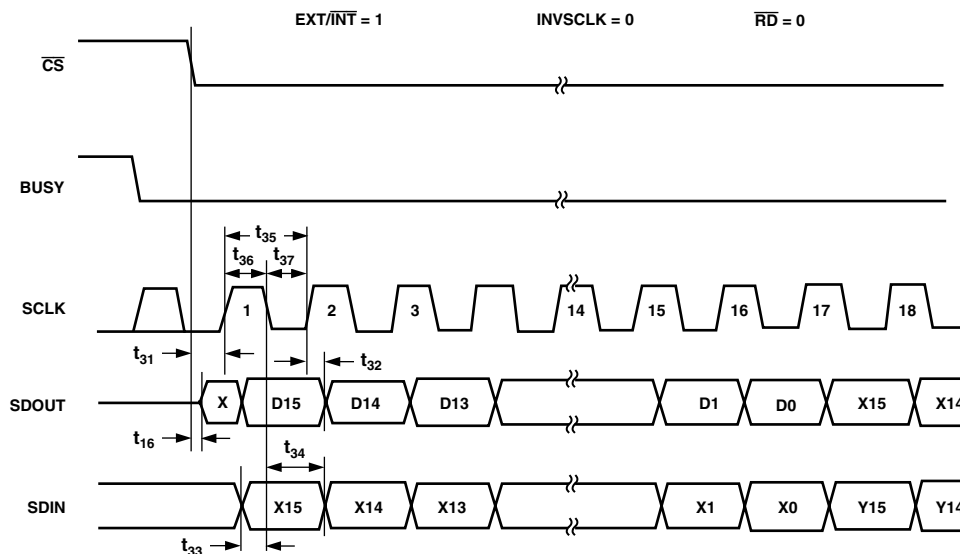 EXT/INT = 1 INVSCLK = 0 RD = 0
CS
BUSY
t35
t36 t37
SCLK 1 2 3 14 15 16 17 18
t31 t32
SDOUT X D15 D14 D13 D1 D0 X15 X14
t16
t34
SDIN X15 X14 X13 X1 X0 Y15 Y14
t33